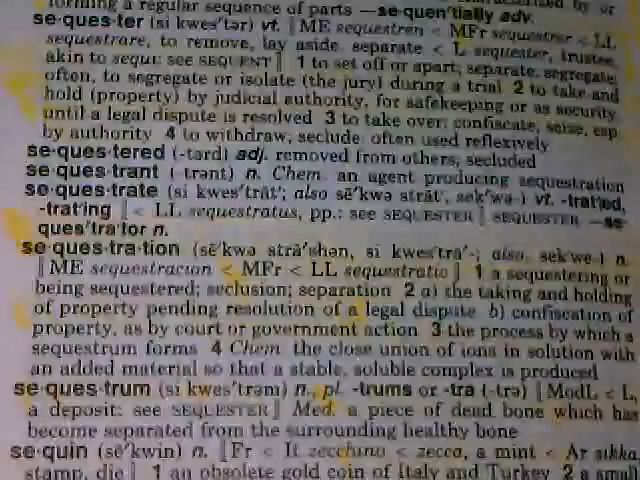 forming a regular sequence of parts —se·quen′tially adv.
se·ques·ter (si kwes′tər) vt. ⟦ME sequestren < MFr sequestrer < LL
sequestrare, to remove, lay aside, separate < L sequester, trustee,
akin to sequi: see SEQUENT⟧ 1 to set off or apart; separate, segregate,
often, to segregate or isolate (the jury) during a trial 2 to take and
hold (property) by judicial authority, for safekeeping or as security,
until a legal dispute is resolved 3 to take over; confiscate, seize, esp.
by authority 4 to withdraw; seclude: often used reflexively
se·ques·tered (-tərd) adj. removed from others; secluded
se·ques·trant (-trənt) n. Chem. an agent producing sequestration
se·ques·trate (si kwes′trāt′; also sē′kwə strāt′, sek′wə-) vt. -trat′ed,
-trat′ing ⟦< LL sequestratus, pp.: see SEQUESTER⟧ SEQUESTER —se·
ques′tra′tor n.
se·ques·tra·tion (sē′kwə strā′shən, si kwes′trā′-; also, sek′wə-) n.
⟦ME sequestracion < MFr < LL sequestratio⟧ 1 a sequestering or
being sequestered; seclusion; separation 2 a) the taking and holding
of property pending resolution of a legal dispute b) confiscation of
property, as by court or government action 3 the process by which a
sequestrum forms 4 Chem. the close union of ions in solution with
an added material so that a stable, soluble complex is produced
se·ques·trum (si kwes′trəm) n., pl. -trums or -tra (-trə) ⟦ModL < L,
a deposit: see SEQUESTER⟧ Med. a piece of dead bone which has
become separated from the surrounding healthy bone
se·quin (sē′kwin) n. ⟦Fr < It zecchino < zecca, a mint < Ar sikka,
stamp, die⟧ 1 an obsolete gold coin of Italy and Turkey 2 a small